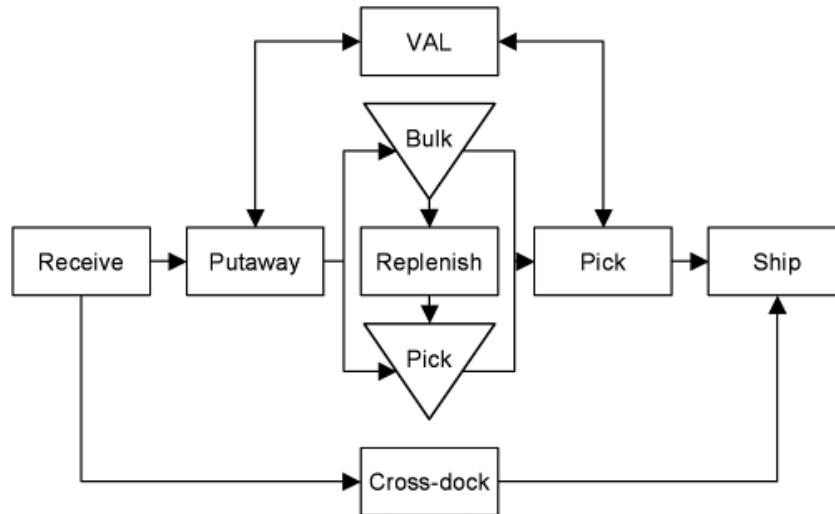 VAL
Bulk
Receive
Putaway
Replenish
Pick
Ship
Pick
Cross-dock